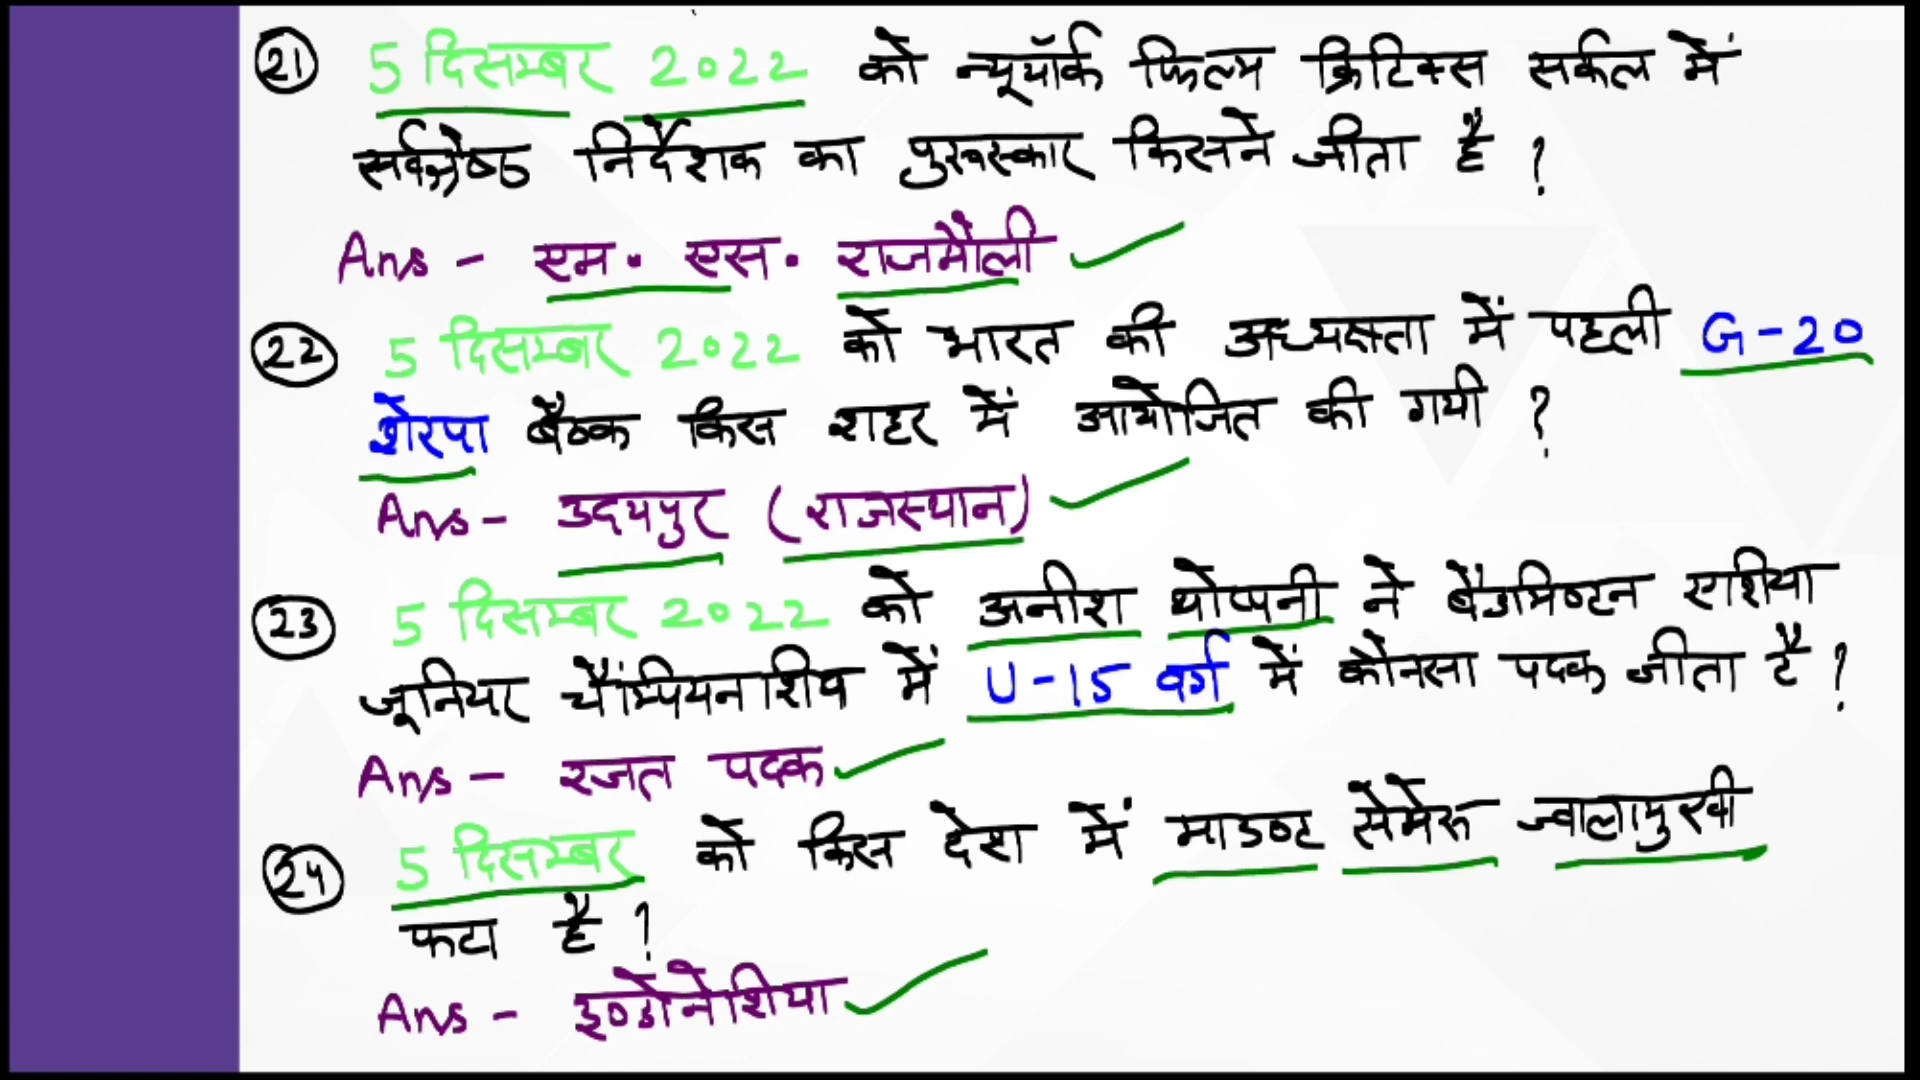 21 5 दिसम्बर 2022 को न्यूयॉर्क फिल्म क्रिटिक्स सर्कल में
सर्वश्रेष्ठ निर्देशक का पुरुस्कार किसने जीता है ?
Ans - एम. एस. राजमौली
22 5 दिसम्बर 2022 को भारत की अध्यक्षता में पहली G-20
शेरपा बैठक किस शहर में आयोजित की गयी ?
Ans - उदयपुर (राजस्थान)
23 5 दिसम्बर 2022 को अनीश थोप्पनी ने बैडमिण्टन एशिया
जूनियर चैंम्पियनशिप में U-15 वर्ग में कौनसा पदक जीता है ?
Ans - रजत पदक
24 5 दिसम्बर को किस देश में माउण्ट सेमेरू ज्वालामुखी
फटा है ?
Ans - इण्डोनेशिया